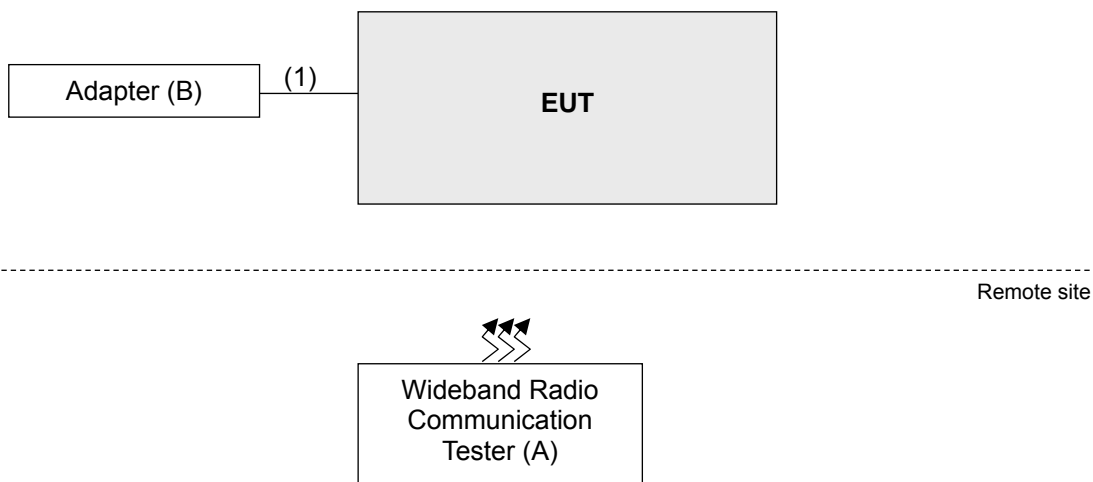 Adapter (B)
(1)
EUT
Remote site
Wideband Radio
Communication
Tester (A)